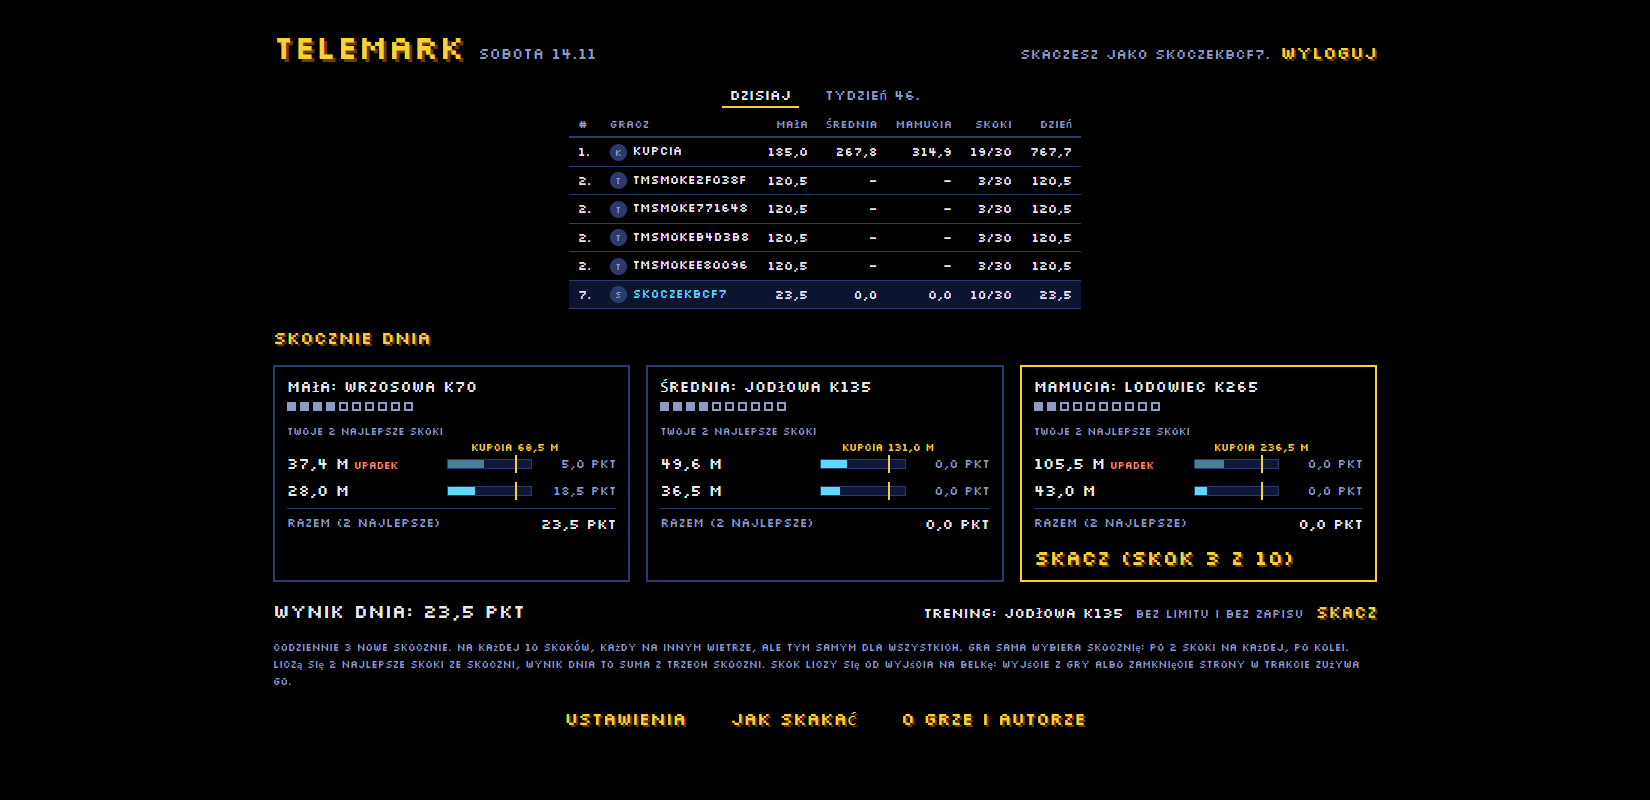 TELEMARK SOBOTA 14.11
SKACZESZ JAKO SKOCZEKBCF7. WYLOGUJ
DZISIAJ TYDZIEń 46.
# GRACZ MAłA ŚREDNIA MAMUCIA SKOKI DZIEń
1. K KUPCIA 185,0 267,8 314,9 19/30 767,7
2. T TMSMOKE2F038F 120,5 – – 3/30 120,5
2. T TMSMOKE771648 120,5 – – 3/30 120,5
2. T TMSMOKEB4D3B8 120,5 – – 3/30 120,5
2. T TMSMOKEE80096 120,5 – – 3/30 120,5
7. S SKOCZEKBCF7 23,5 0,0 0,0 10/30 23,5
SKOCZNIE DNIA
MAłA: WRZOSOWA K70
TWOJE 2 NAJLEPSZE SKOKI
KUPCIA 68,5 M
37,4 M UPADEK 5,0 PKT
28,0 M 18,5 PKT
RAZEM (2 NAJLEPSZE) 23,5 PKT
ŚREDNIA: JODłOWA K135
TWOJE 2 NAJLEPSZE SKOKI
KUPCIA 131,0 M
49,6 M 0,0 PKT
36,5 M 0,0 PKT
RAZEM (2 NAJLEPSZE) 0,0 PKT
MAMUCIA: LODOWIEC K265
TWOJE 2 NAJLEPSZE SKOKI
KUPCIA 236,5 M
105,5 M UPADEK 0,0 PKT
43,0 M 0,0 PKT
RAZEM (2 NAJLEPSZE) 0,0 PKT
SKACZ (SKOK 3 Z 10)
WYNIK DNIA: 23,5 PKT
TRENING: JODłOWA K135 BEZ LIMITU I BEZ ZAPISU SKACZ
CODZIENNIE 3 NOWE SKOCZNIE. NA KAżDEJ 10 SKOKÓW, KAżDY NA INNYM WIETRZE, ALE TYM SAMYM DLA WSZYSTKICH. GRA SAMA WYBIERA SKOCZNIę: PO 2 SKOKI NA KAżDEJ, PO KOLEI.
LICZą SIę 2 NAJLEPSZE SKOKI ZE SKOCZNI, WYNIK DNIA TO SUMA Z TRZECH SKOCZNI. SKOK LICZY SIę OD WYJśCIA NA BELKę: WYJśCIE Z GRY ALBO ZAMKNIęCIE STRONY W TRAKCIE ZUżYWA
GO.
USTAWIENIA JAK SKAKAĆ O GRZE I AUTORZE